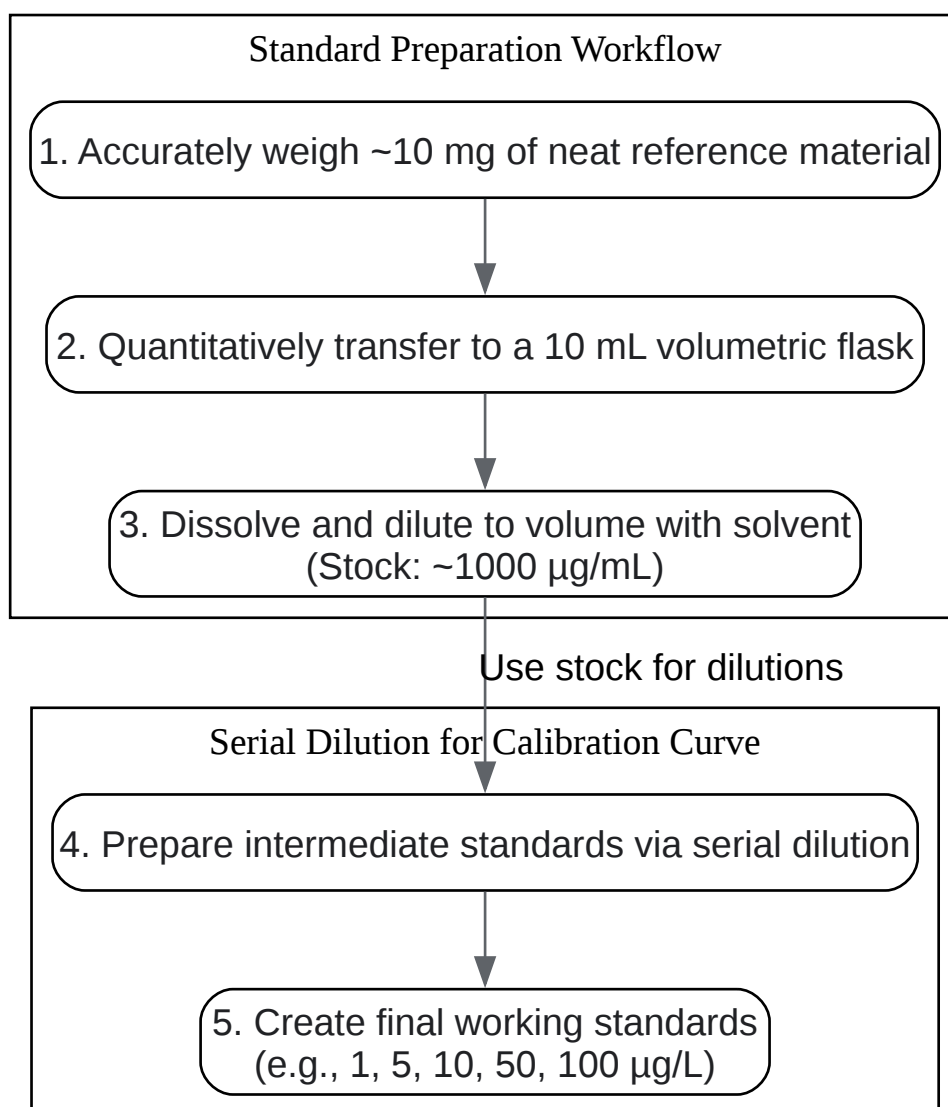 Standard Preparation Workflow
1. Accurately weigh ~10 mg of neat reference material
2. Quantitatively transfer to a 10 mL volumetric flask
3. Dissolve and dilute to volume with solvent
(Stock: ~1000 µg/mL)
Use stock for dilutions
Serial Dilution for Calibration Curve
4. Prepare intermediate standards via serial dilution
5. Create final working standards
(e.g., 1, 5, 10, 50, 100 µg/L)